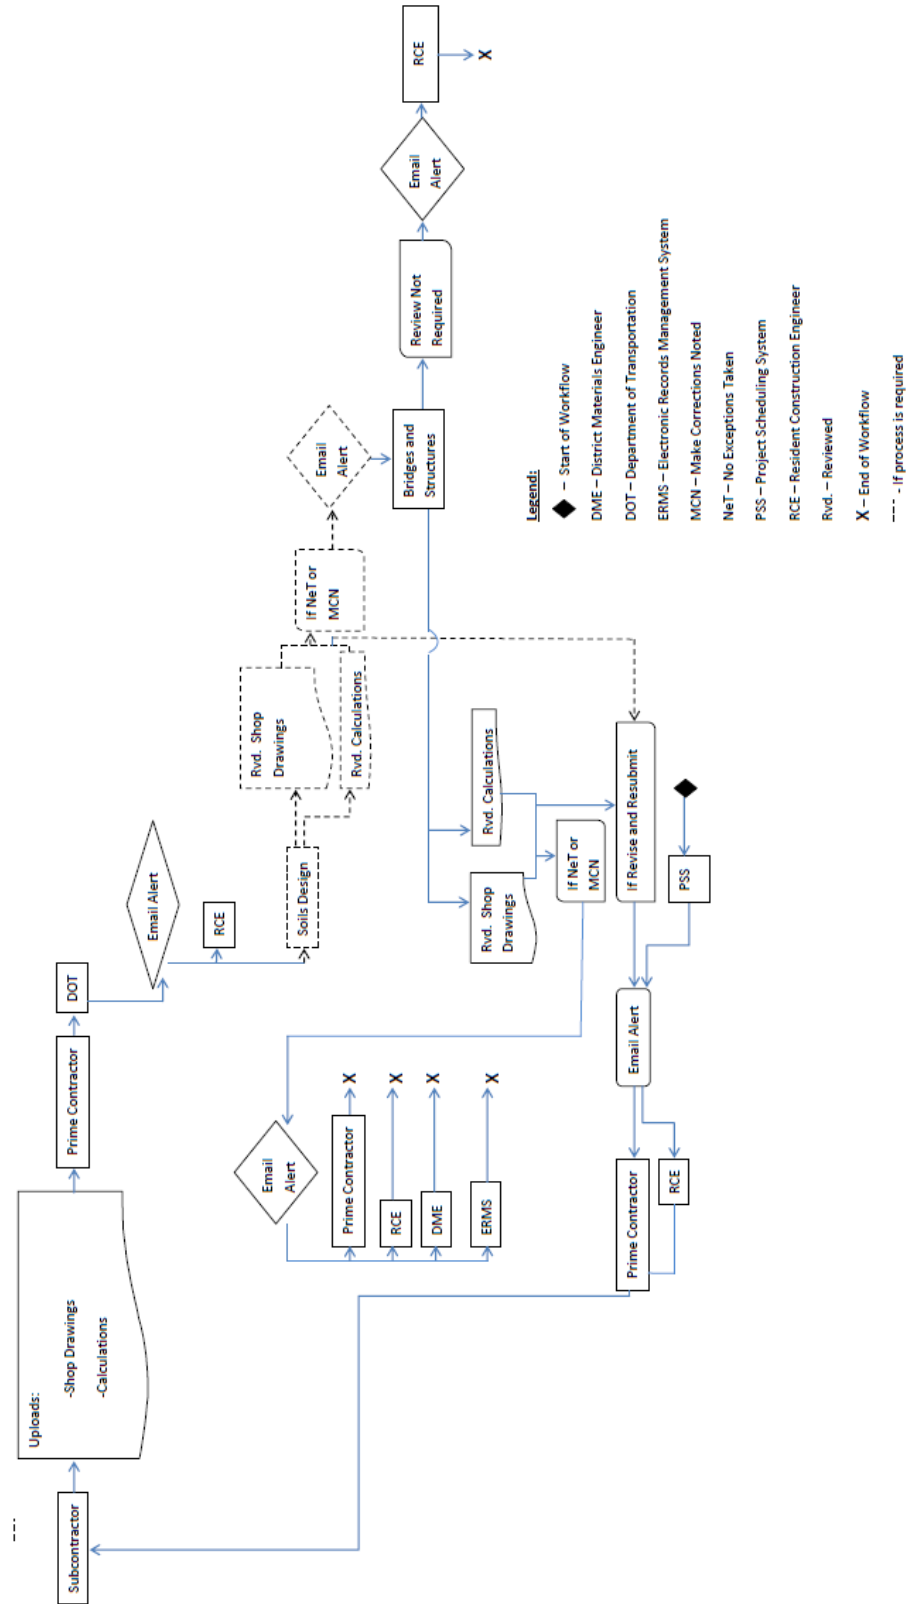 Subcontractor
Uploads:
-Shop Drawings
-Calculations
Prime Contractor
DOT
Email Alert
RCE
Soils Design
Rvd. Shop
Drawings
Rvd. Calculations
If NeT or
MCN
Email
Alert
Bridges and
Structures
Review Not
Required
Email
Alert
RCE
X
Rvd. Shop
Drawings
Rvd. Calculations
If NeT or
MCN
Email
Alert
Prime Contractor
X
RCE
X
DME
X
ERMS
X
If Revise and Resubmit
PSS
Email Alert
Prime Contractor
RCE
Legend:
– Start of Workflow
DME – District Materials Engineer
DOT – Department of Transportation
ERMS – Electronic Records Management System
MCN – Make Corrections Noted
NeT – No Exceptions Taken
PSS – Project Scheduling System
RCE – Resident Construction Engineer
Rvd. – Reviewed
X – End of Workflow
--- - If process is required